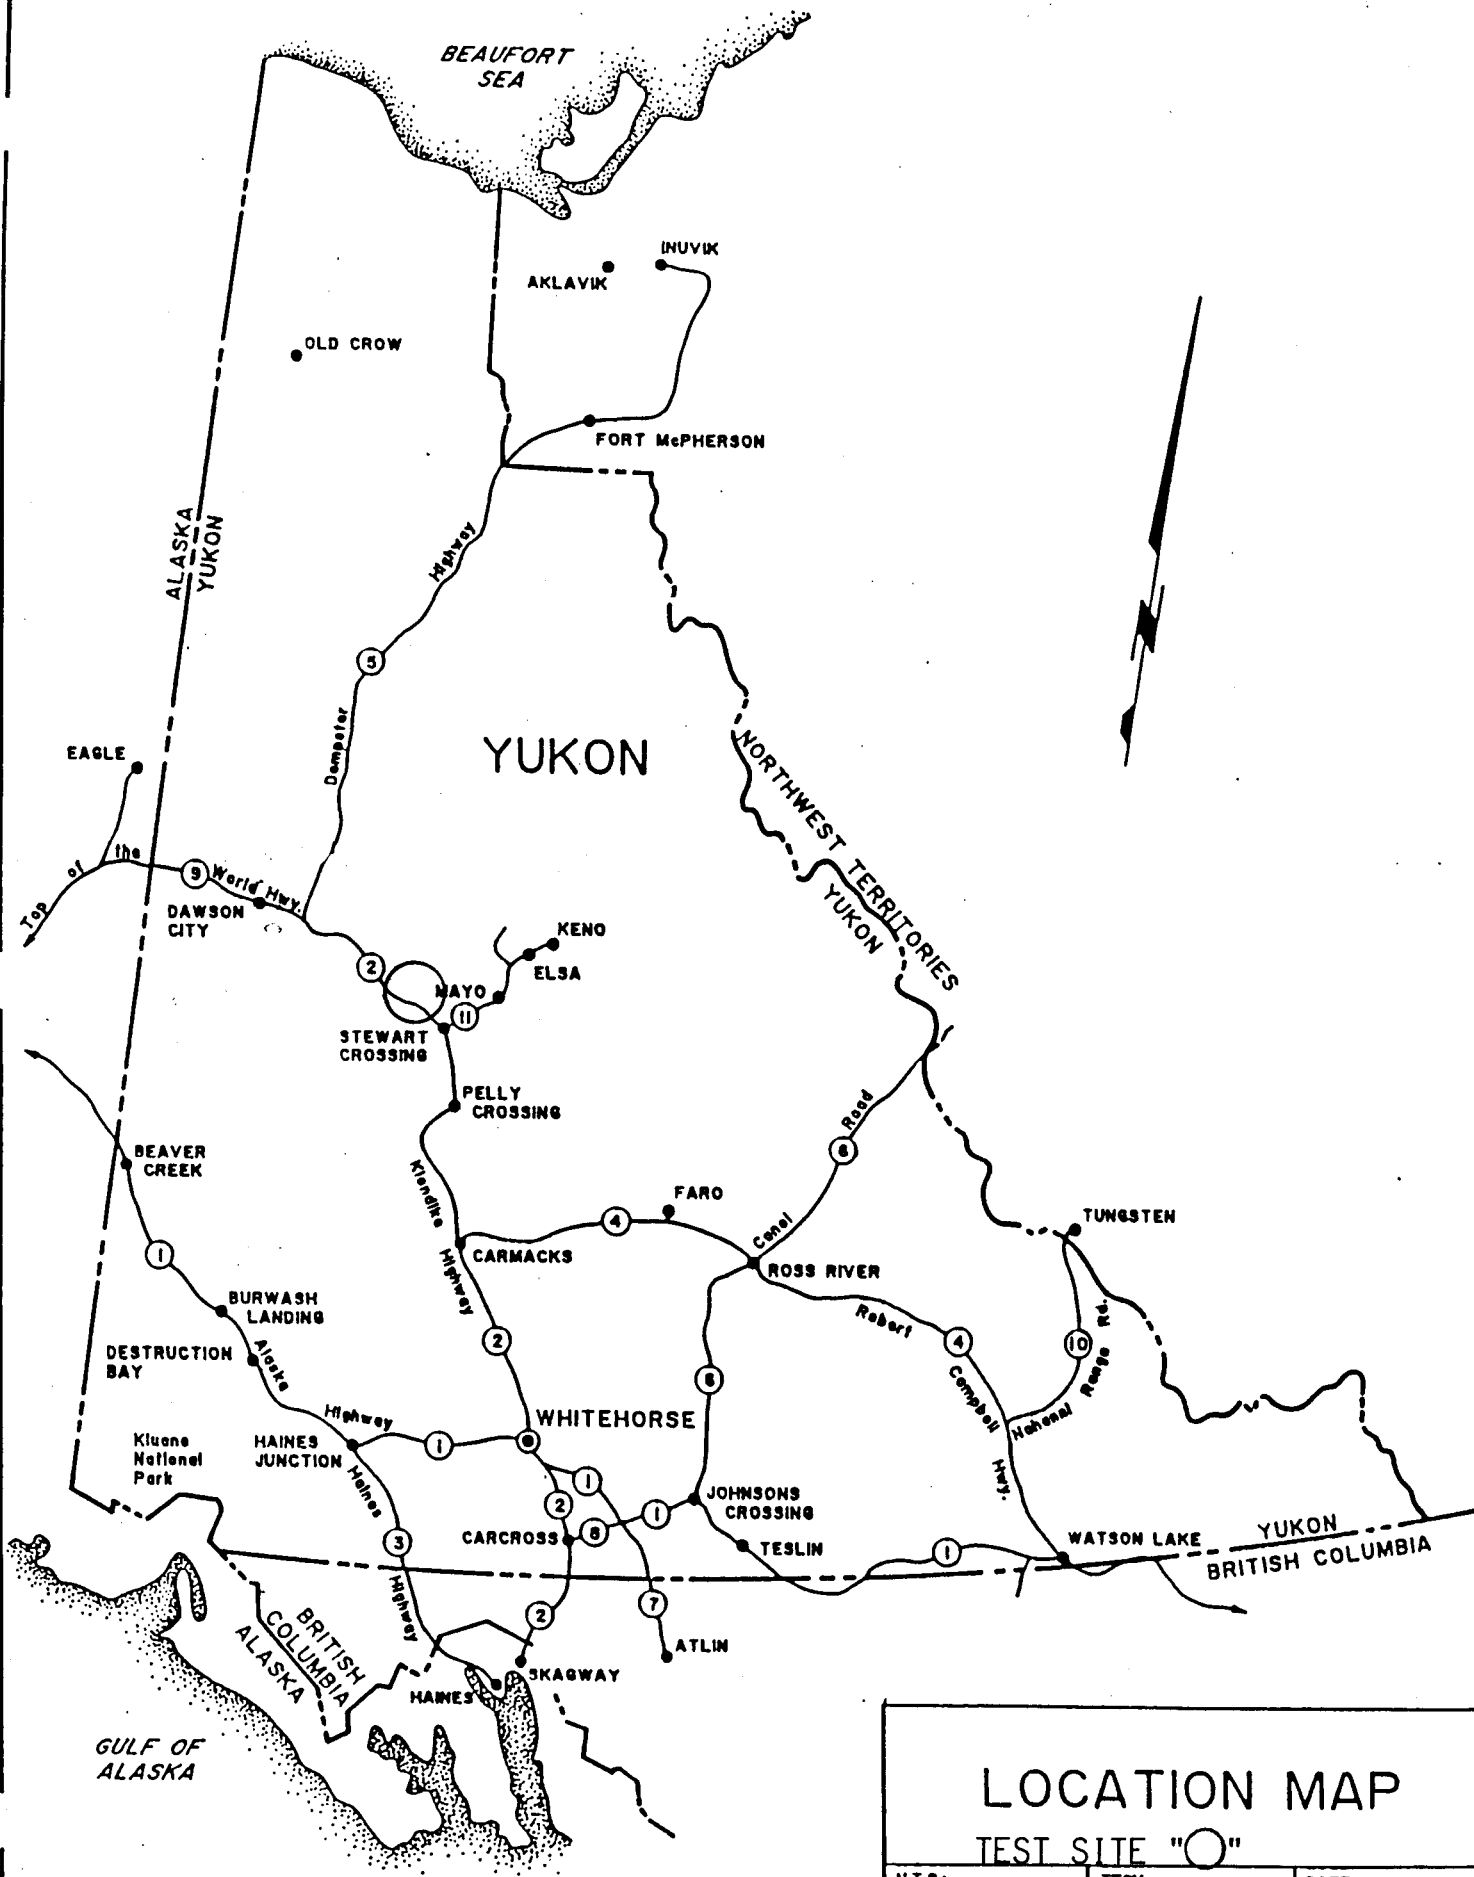 BEAUFORT
SEA
INUVIK
AKLAVIK
OLD CROW
FORT McPHERSON
Highway
ALASKA
YUKON
5
Dempster
YUKON
EAGLE
NORTHWEST TERRITORIES
YUKON
Top of the
9
World Hwy.
DAWSON
CITY
KENO
ELSA
2
MAYO
11
STEWART
CROSSING
PELLY
CROSSING
Road
6
BEAVER
CREEK
Klondike
FARO
4
Canol
TUNGSTEN
1
CARMACKS
Highway
ROSS RIVER
BURWASH
LANDING
Robert
4
10
2
DESTRUCTION
BAY
Alaska
6
Campbell
Nahanni Range Rd.
Highway
WHITEHORSE
Kluane
National
Park
HAINES
JUNCTION
1
Haines
1
Hwy.
JOHNSONS
CROSSING
2
1
3
CARCROSS
8
TESLIN
1
WATSON LAKE
YUKON
BRITISH COLUMBIA
Highway
7
2
BRITISH
COLUMBIA
ALASKA
ATLIN
SKAGWAY
HAINES
GULF OF
ALASKA
LOCATION MAP
TEST SITE "O"